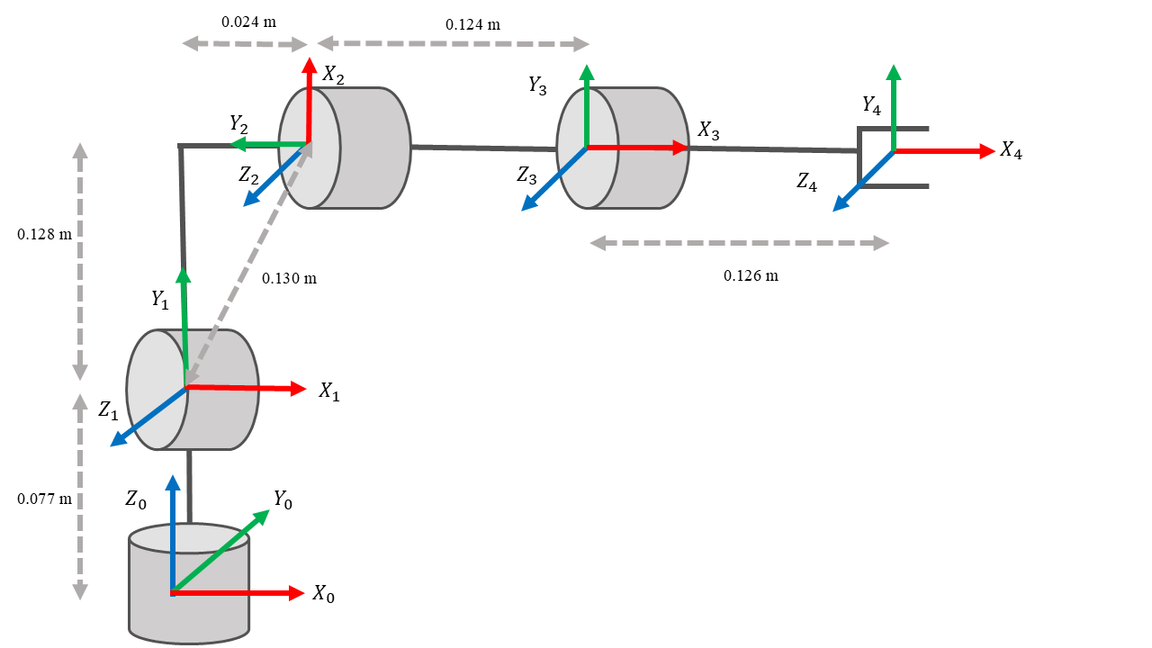 0.024 m
0.124 m
X₂
Y₃
Y₄
Y₂
X₃
X₄
Z₂
Z₃
Z₄
0.128 m
0.130 m
0.126 m
Y₁
X₁
Z₁
0.077 m
Z₀
Y₀
X₀